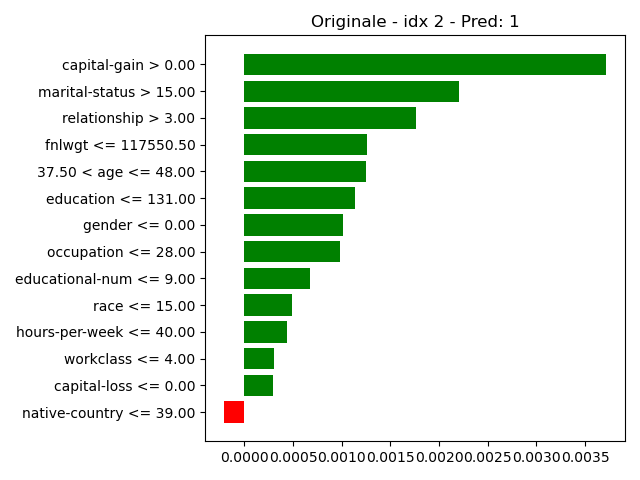 Originale - idx 2 - Pred: 1
capital-gain > 0.00
marital-status > 15.00
relationship > 3.00
fnlwgt <= 117550.50
37.50 < age <= 48.00
education <= 131.00
gender <= 0.00
occupation <= 28.00
educational-num <= 9.00
race <= 15.00
hours-per-week <= 40.00
workclass <= 4.00
capital-loss <= 0.00
native-country <= 39.00
0.0000 0.0005 0.0010 0.0015 0.0020 0.0025 0.0030 0.0035